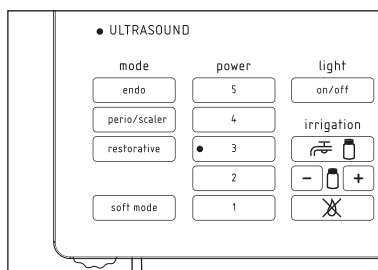 • ULTRASOUND
mode power light
endo 5 on/off
perio/scaler 4
irrigation
restorative • 3
2 − +
soft mode 1